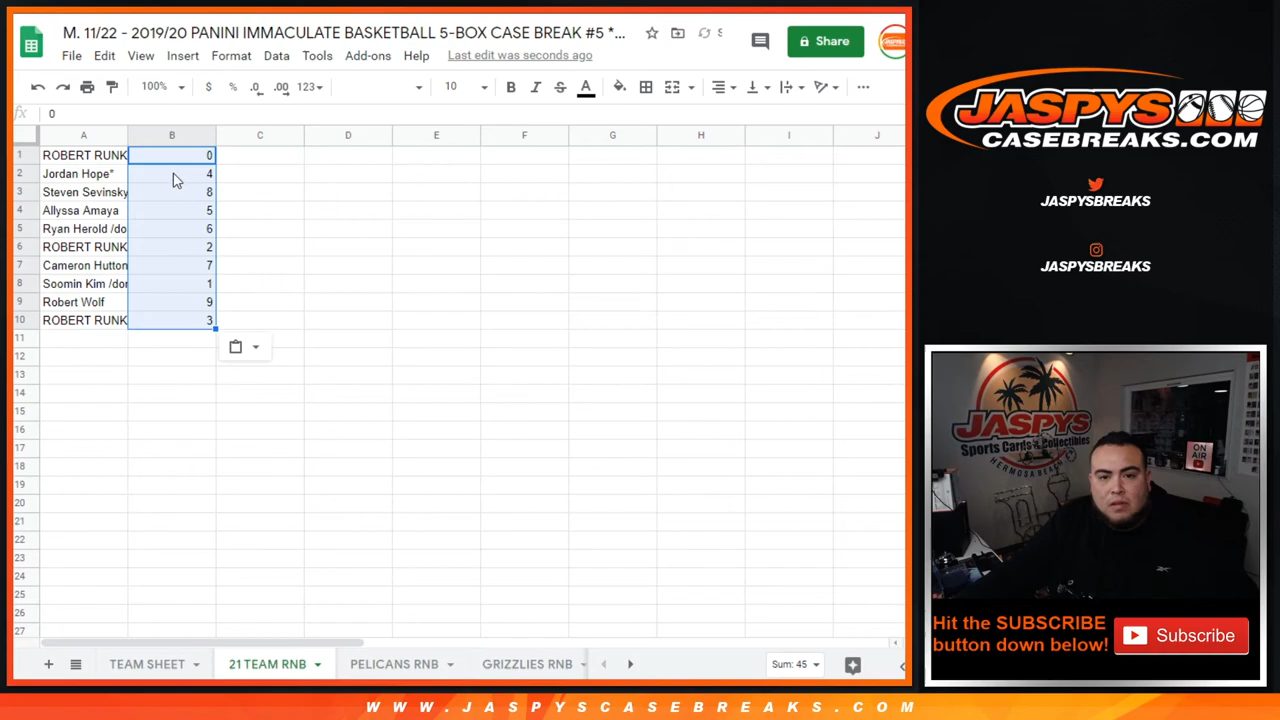 M. 11/22 - 2019/20 PANINI IMMACULATE BASKETBALL 5-BOX CASE BREAK #5 *...
S
Share
File Edit View Insert Format Data Tools Add-ons Help Last edit was seconds ago
100% $ % .0 .00 123 10 B I S A
fx 0
A B C D E F G H I J
1 ROBERT RUNK 0
2 Jordan Hope* 4
3 Steven Sevinsky 8
4 Allyssa Amaya 5
5 Ryan Herold /do 6
6 ROBERT RUNK 2
7 Cameron Hutton 7
8 Soomin Kim /don 1
9 Robert Wolf 9
10 ROBERT RUNK 3
11
12
13
14
15
16
17
18
19
20
21
22
23
24
25
26
27
TEAM SHEET 21 TEAM RNB PELICANS RNB GRIZZLIES RNB Sum: 45
JASPYS
CASEBREAKS.COM
JASPYSBREAKS
JASPYSBREAKS
JASPYS
Sports Cards & Collectibles
HERMOSA BEACH
ON
AIR
Hit the SUBSCRIBE
button down below!
Subscribe
WWW.JASPYSCASEBREAKS.COM